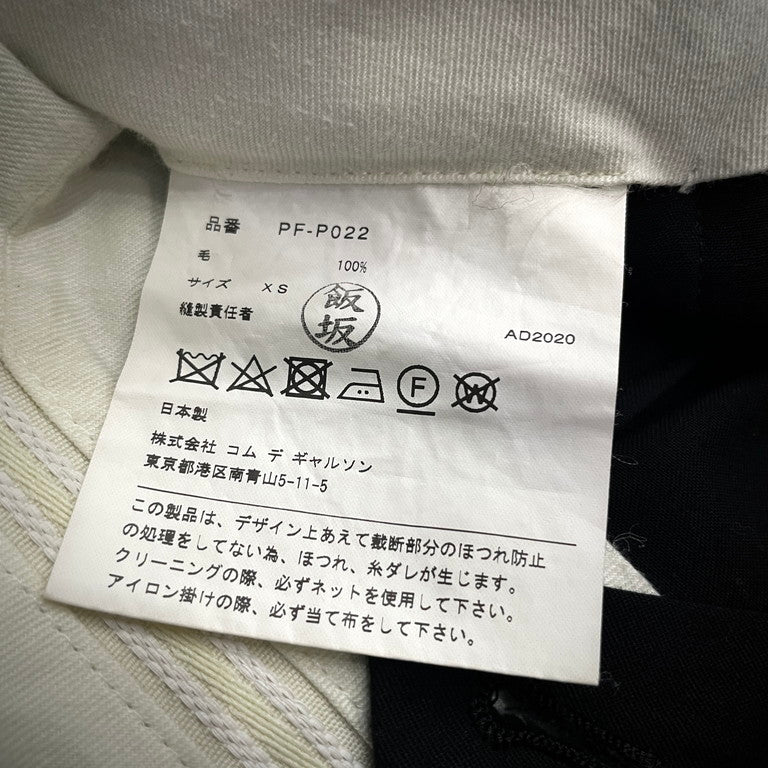 品番 PF-P022
毛 100%
サイズ XS
縫製責任者 飯坂
AD2020
F
W
日本製
株式会社 コム デ ギャルソン
東京都港区南青山5-11-5
この製品は、デザイン上あえて裁断部分のほつれ防止
の処理をしてない為、ほつれ、糸ダレが生じます。
クリーニングの際、必ずネットを使用して下さい。
アイロン掛けの際、必ず当て布をして下さい。